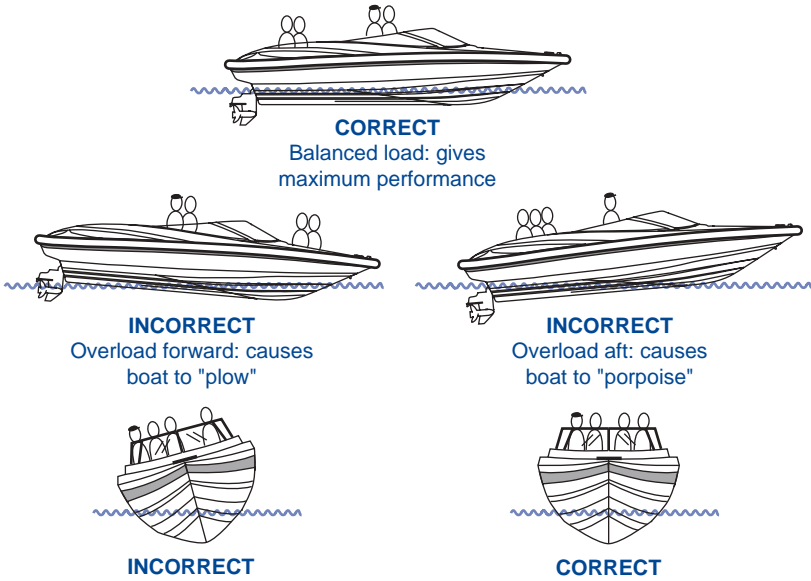 CORRECT
Balanced load: gives
maximum performance
INCORRECT
Overload forward: causes
boat to "plow"
INCORRECT
Overload aft: causes
boat to "porpoise"
INCORRECT
CORRECT